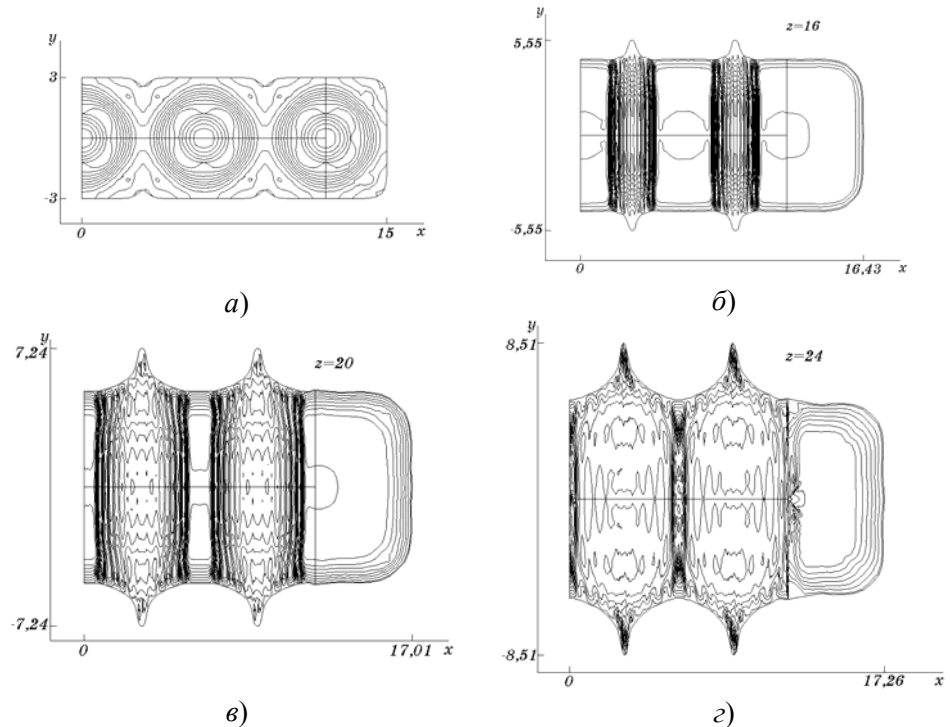 y
3
-3
0
15
x
а)
y
z=16
5,55
-5,55
0
16,43
x
б)
y
7,24
z=20
-7,24
0
17,01
x
в)
y
8,51
z=24
-8,51
0
17,26
x
г)